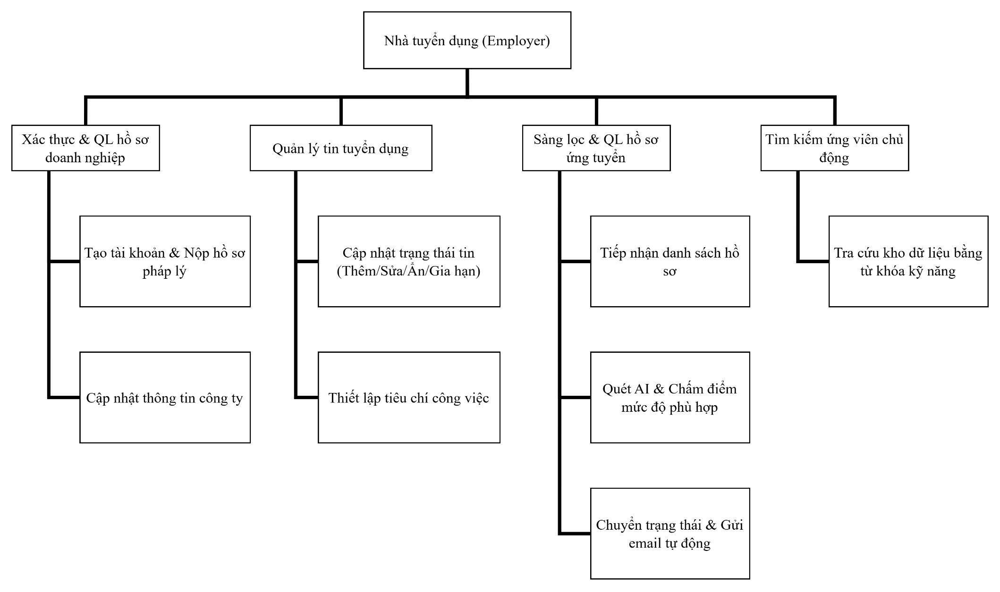 Nhà tuyển dụng (Employer)
Xác thực & QL hồ sơ
doanh nghiệp
Quản lý tin tuyển dụng
Sàng lọc & QL hồ sơ
ứng tuyển
Tìm kiếm ứng viên chủ
động
Tạo tài khoản & Nộp hồ sơ
pháp lý
Cập nhật trạng thái tin
(Thêm/Sửa/Ẩn/Gia hạn)
Tiếp nhận danh sách hồ
sơ
Tra cứu kho dữ liệu bằng
từ khóa kỹ năng
Cập nhật thông tin công ty
Thiết lập tiêu chí công việc
Quét AI & Chấm điểm
mức độ phù hợp
Chuyển trạng thái & Gửi
email tự động